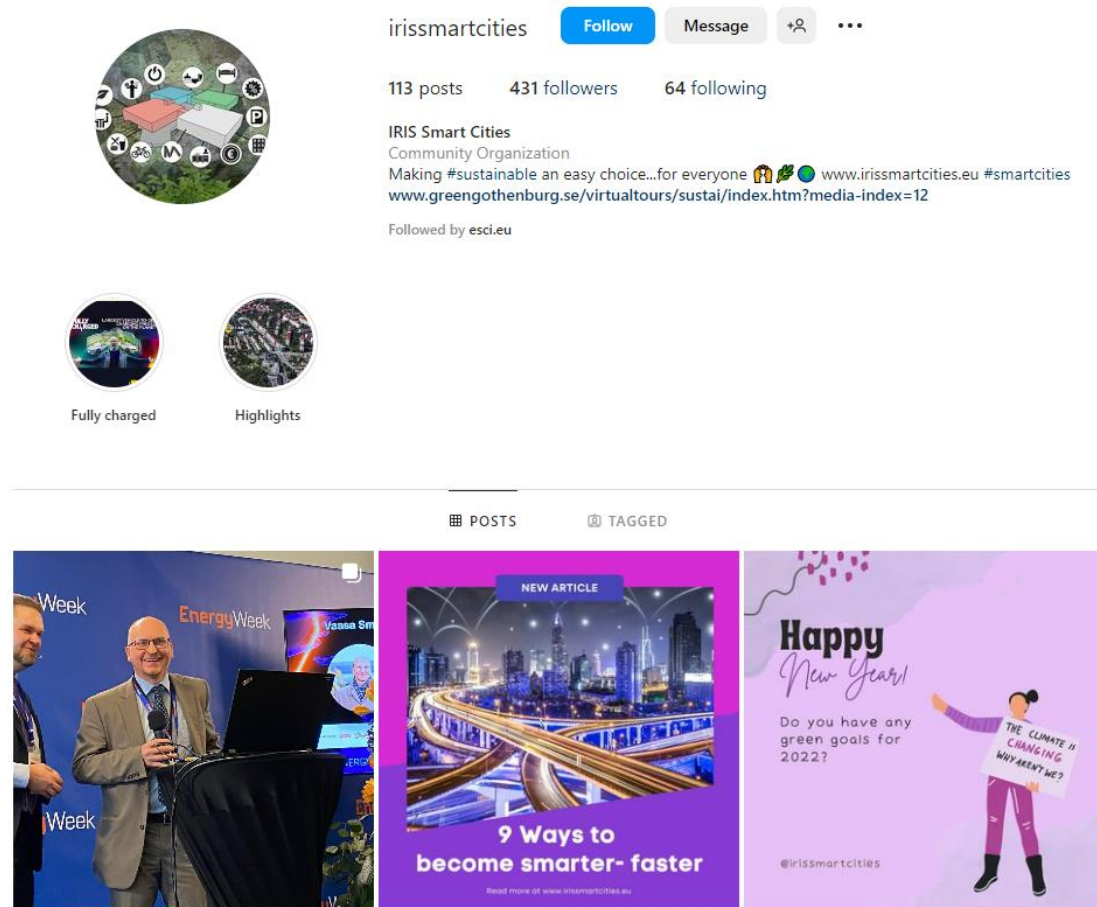 irissmartcities Follow Message
113 posts 431 followers 64 following
IRIS Smart Cities
Community Organization
Making #sustainable an easy choice...for everyone 🙌🌿🌍 www.irissmartcities.eu #smartcities
www.greengothenburg.se/virtualtours/sustai/index.htm?media-index=12
Followed by esci.eu
Fully charged Highlights
POSTS TAGGED
Week
EnergyWeek
Vaasa Sm
Week
NEW ARTICLE
9 Ways to
become smarter- faster
Read more at www.irissmartcities.eu
Happy
New Year!
Do you have any
green goals for
2022?
THE CLIMATE IS
CHANGING
WHY AREN'T WE?
@irissmartcities